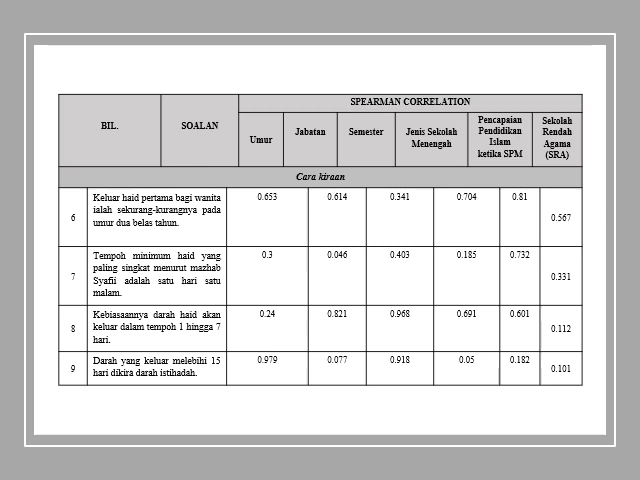 SPEARMAN CORRELATION
BIL.
SOALAN
Umur
Jabatan
Semester
Jenis Sekolah
Menengah
Pencapaian
Pendidikan
Islam
ketika SPM
Sekolah
Rendah
Agama
(SRA)
Cara kiraan
6
Keluar haid pertama bagi wanita
ialah sekurang-kurangnya pada
umur dua belas tahun.
0.653
0.614
0.341
0.704
0.81
0.567
7
Tempoh minimum haid yang
paling singkat menurut mazhab
Syafii adalah satu hari satu
malam.
0.3
0.046
0.403
0.185
0.732
0.331
8
Kebiasaannya darah haid akan
keluar dalam tempoh 1 hingga 7
hari.
0.24
0.821
0.968
0.691
0.601
0.112
9
Darah yang keluar melebihi 15
hari dikira darah istihadah.
0.979
0.077
0.918
0.05
0.182
0.101